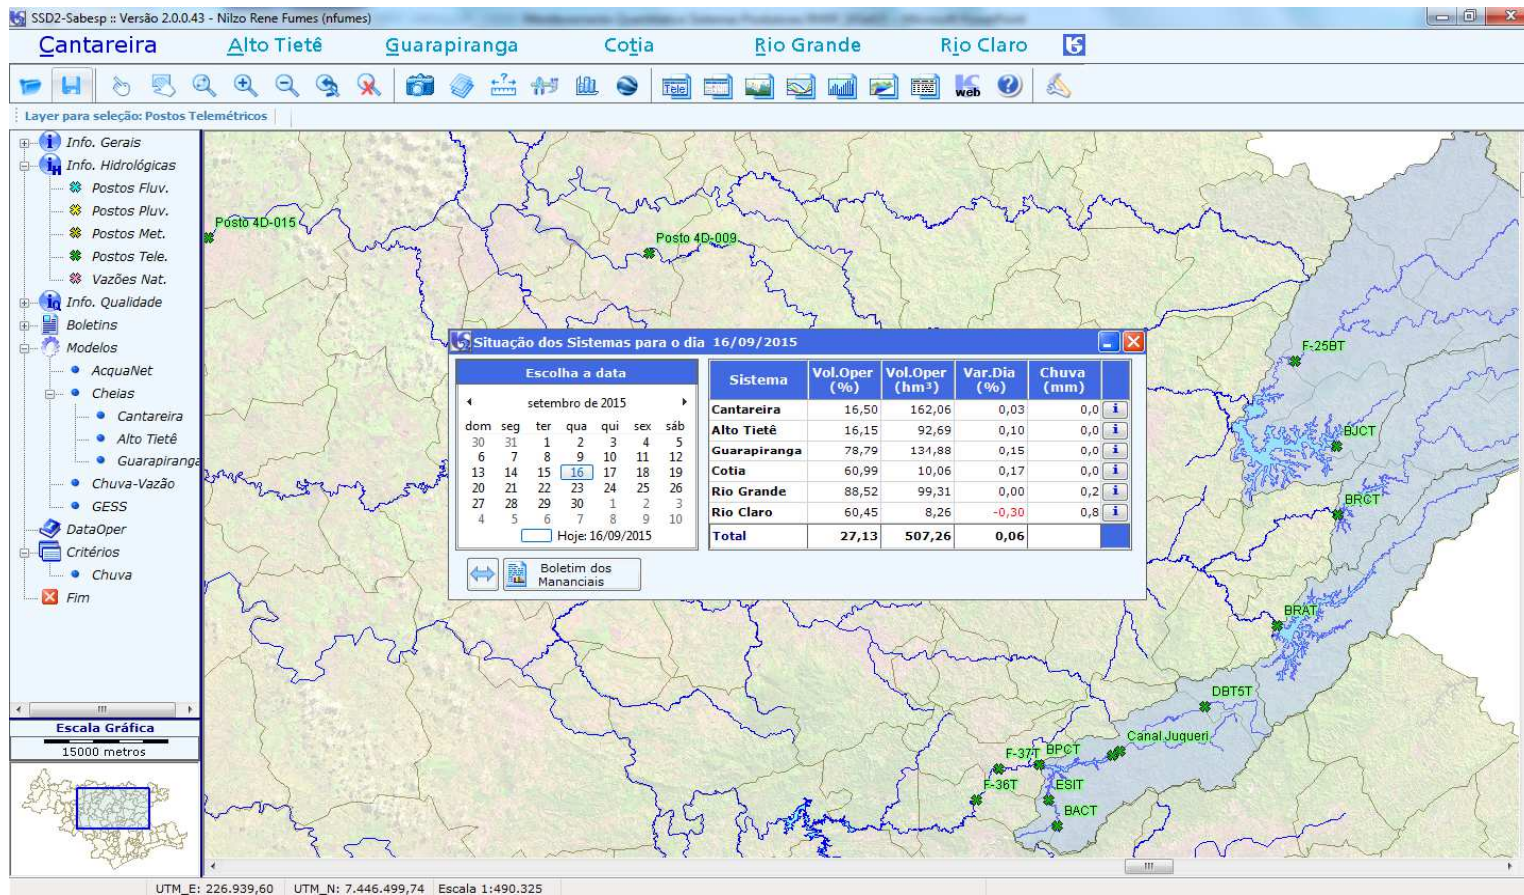 SSD2-Sabesp :: Versão 2.0.0.43 - Nilzo Rene Fumes (nfumes)
Cantareira Alto Tietê Guarapiranga Cotia Rio Grande Rio Claro
Tele web
Layer para seleção: Postos Telemétricos
Info. Gerais
Info. Hidrológicas
Postos Fluv.
Postos Pluv.
Postos Met.
Postos Tele.
Vazões Nat.
Info. Qualidade
Boletins
Modelos
AcquaNet
Cheias
Cantareira
Alto Tietê
Guarapiranga
Chuva-Vazão
GESS
DataOper
Critérios
Chuva
Fim
Escala Gráfica
15000 metros
Posto 4D-015
Posto 4D-009
F-25BT
BJCT
BRCT
BRAT
DBT5T
Canal Juqueri
F-37T BPCT
F-36T ESIT
BACT
Situação dos Sistemas para o dia 16/09/2015
Escolha a data
setembro de 2015
dom seg ter qua qui sex sáb
30 31 1 2 3 4 5
6 7 8 9 10 11 12
13 14 15 16 17 18 19
20 21 22 23 24 25 26
27 28 29 30 1 2 3
4 5 6 7 8 9 10
Hoje: 16/09/2015
Sistema Vol.Oper (%) Vol.Oper (hm³) Var.Dia (%) Chuva (mm)
Cantareira 16,50 162,06 0,03 0,0 i
Alto Tietê 16,15 92,69 0,10 0,0 i
Guarapiranga 78,79 134,88 0,15 0,0 i
Cotia 60,99 10,06 0,17 0,0 i
Rio Grande 88,52 99,31 0,00 0,2 i
Rio Claro 60,45 8,26 -0,30 0,8 i
Total 27,13 507,26 0,06
Boletim dos
Mananciais
UTM_E: 226.939,60 UTM_N: 7.446.499,74 Escala 1:490.325